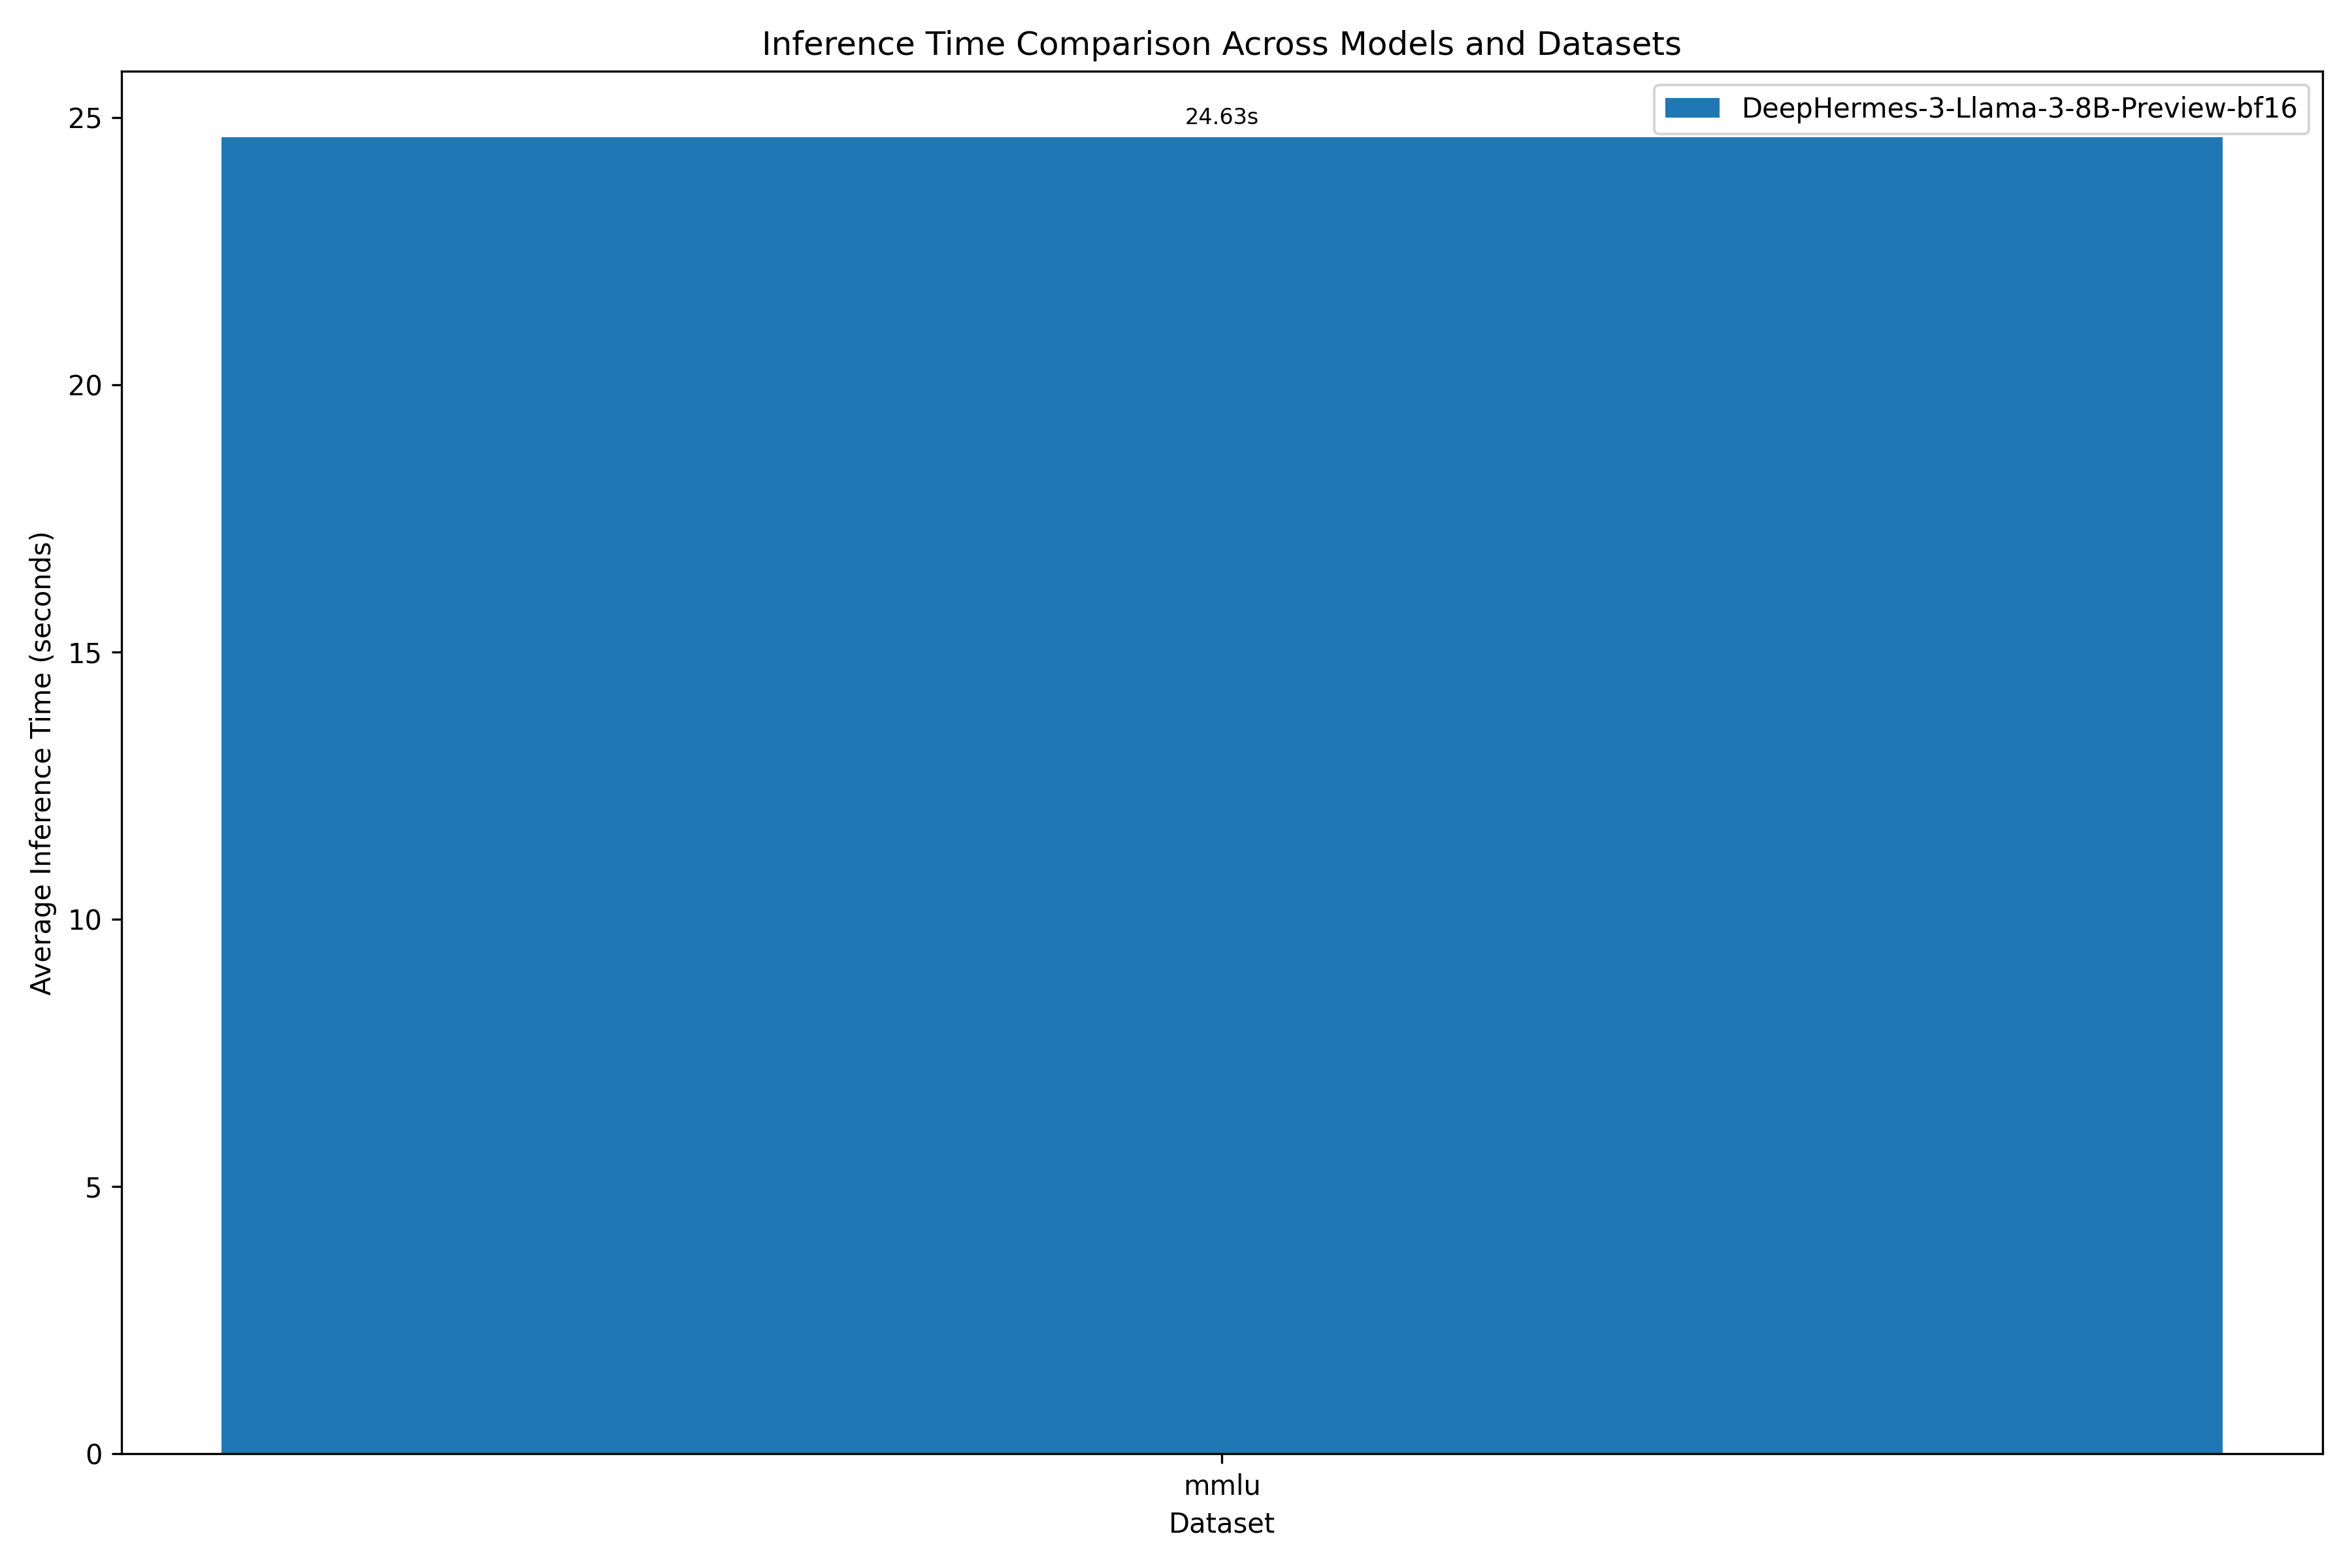 Inference Time Comparison Across Models and Datasets
24.63s
DeepHermes-3-Llama-3-8B-Preview-bf16
25
20
15
10
5
0
Average Inference Time (seconds)
mmlu
Dataset